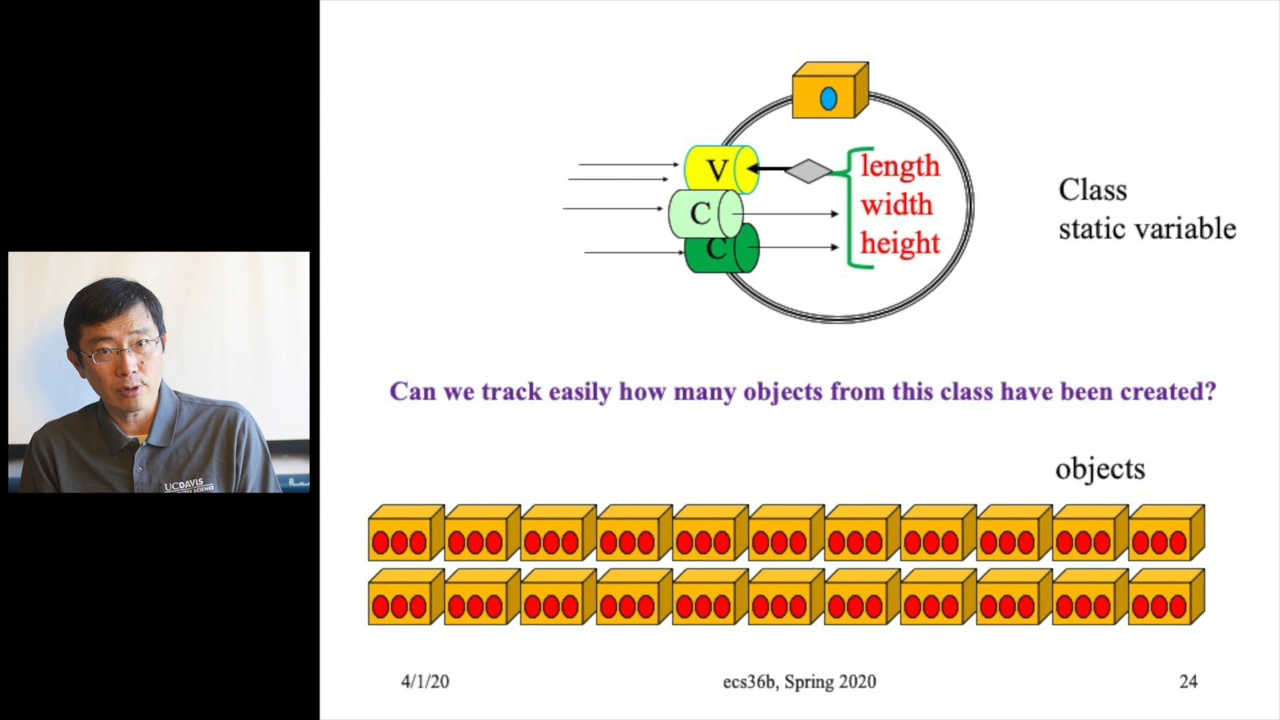 V
C
C
length
width
height
Class
static variable
Can we track easily how many objects from this class have been created?
objects
UCDAVIS
4/1/20
ecs36b, Spring 2020
24